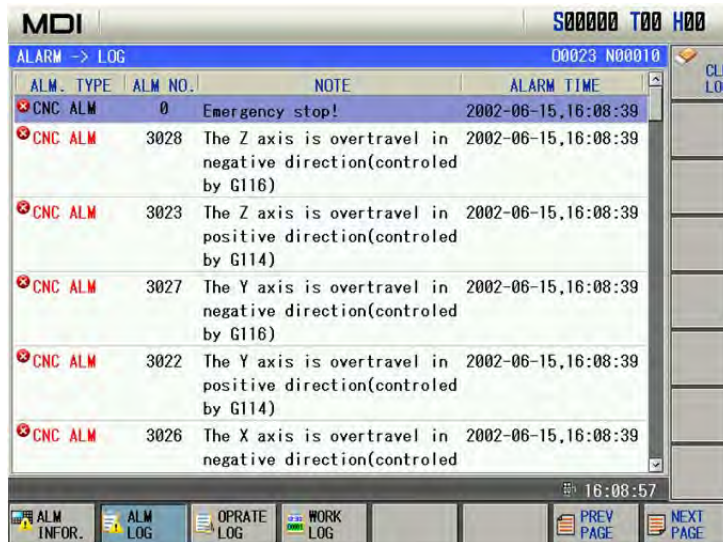 MDI S00000 T00 H00
ALARM -> LOG O0023 N00010
CL
LO
ALM. TYPE ALM NO. NOTE ALARM TIME
CNC ALM 0 Emergency stop! 2002-06-15,16:08:39
CNC ALM 3028 The Z axis is overtravel in 2002-06-15,16:08:39
negative direction(controled
by G116)
CNC ALM 3023 The Z axis is overtravel in 2002-06-15,16:08:39
positive direction(controled
by G114)
CNC ALM 3027 The Y axis is overtravel in 2002-06-15,16:08:39
negative direction(controled
by G116)
CNC ALM 3022 The Y axis is overtravel in 2002-06-15,16:08:39
positive direction(controled
by G114)
CNC ALM 3026 The X axis is overtravel in 2002-06-15,16:08:39
negative direction(controled
16:08:57
ALM INFOR.
ALM LOG
OPRATE LOG
WORK LOG
PREV PAGE
NEXT PAGE